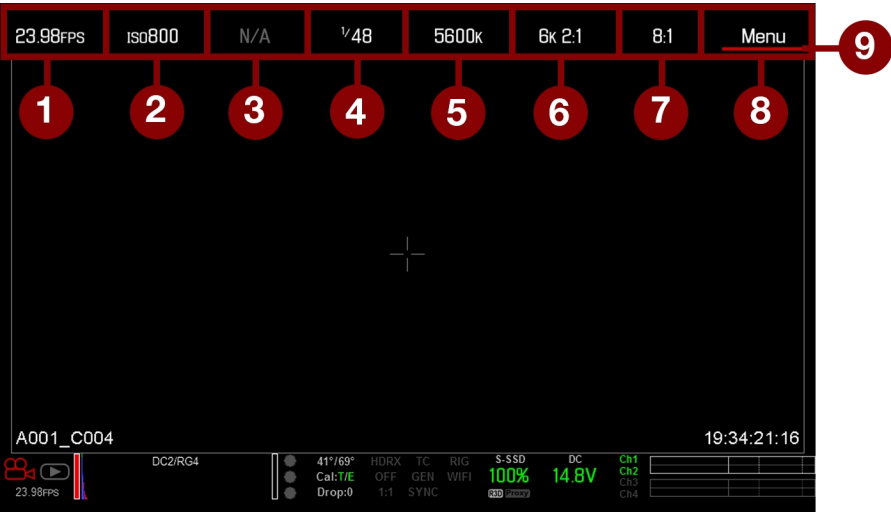 23.98FPS ISO800 N/A 1/48 5600K 6K 2:1 8:1 Menu 9
1 2 3 4 5 6 7 8
A001_C004 19:34:21:16
DC2/RG4 41°/69° HDRX TC RIG S-SSD DC Ch1
Cal:T/E OFF GEN WIFI 100% 14.8V Ch2
23.98FPS Drop:0 1:1 SYNC R3D Proxy Ch3
Ch4